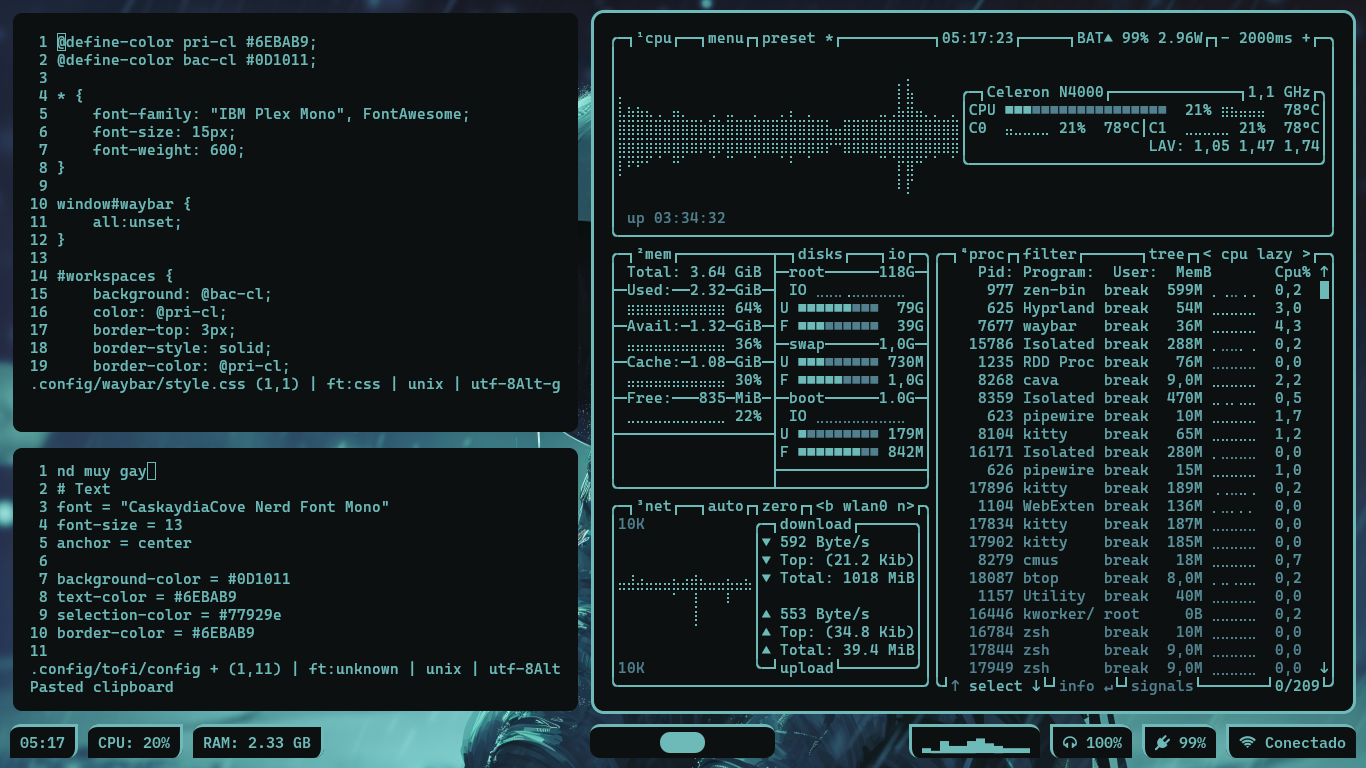 1 @define-color pri-cl #6EBAB9;
2 @define-color bac-cl #0D1011;
3
4 * {
5     font-family: "IBM Plex Mono", FontAwesome;
6     font-size: 15px;
7     font-weight: 600;
8 }
9
10 window#waybar {
11     all:unset;
12 }
13
14 #workspaces {
15     background: @bac-cl;
16     color: @pri-cl;
17     border-top: 3px;
18     border-style: solid;
19     border-color: @pri-cl;
.config/waybar/style.css (1,1) | ft:css | unix | utf-8Alt-g
1 nd muy gay
2 # Text
3 font = "CaskaydiaCove Nerd Font Mono"
4 font-size = 13
5 anchor = center
6
7 background-color = #0D1011
8 text-color = #6EBAB9
9 selection-color = #77929e
10 border-color = #6EBAB9
11
.config/tofi/config + (1,11) | ft:unknown | unix | utf-8Alt
Pasted clipboard
¹cpu menu preset * 05:17:23 BAT▲ 99% 2.96W - 2000ms +
Celeron N4000 1,1 GHz
CPU 21% 78°C
C0 21% 78°C C1 21% 78°C
LAV: 1,05 1,47 1,74
up 03:34:32
²mem
Total: 3.64 GiB
Used: 2.32 GiB
64%
Avail: 1.32 GiB
36%
Cache: 1.08 GiB
30%
Free: 835 MiB
22%
disks io
root 118G
IO
U 79G
F 39G
swap 1,0G
U 730M
F 1,0G
boot 1.0G
IO
U 179M
F 842M
³net auto zero <b wlan0 n>
10K
download
▼ 592 Byte/s
▼ Top: (21.2 Kib)
▼ Total: 1018 MiB
▲ 553 Byte/s
▲ Top: (34.8 Kib)
▲ Total: 39.4 MiB
10K
upload
⁴proc filter tree < cpu lazy >
Pid: Program: User: MemB Cpu% ↑
977 zen-bin break 599M 0,2
625 Hyprland break 54M 3,0
7677 waybar break 36M 4,3
15786 Isolated break 288M 0,2
1235 RDD Proc break 76M 0,0
8268 cava break 9,0M 2,2
8359 Isolated break 470M 0,5
623 pipewire break 10M 1,7
8104 kitty break 65M 1,2
16171 Isolated break 280M 0,0
626 pipewire break 15M 1,0
17896 kitty break 189M 0,2
1104 WebExten break 136M 0,0
17834 kitty break 187M 0,0
17902 kitty break 185M 0,0
8279 cmus break 18M 0,7
18087 btop break 8,0M 0,2
1157 Utility break 40M 0,0
16446 kworker/ root 0B 0,2
16784 zsh break 10M 0,0
17844 zsh break 9,0M 0,0
17949 zsh break 9,0M 0,0 ↓
↑ select ↓ info ↵ signals 0/209
05:17 CPU: 20% RAM: 2.33 GB 100% 99% Conectado